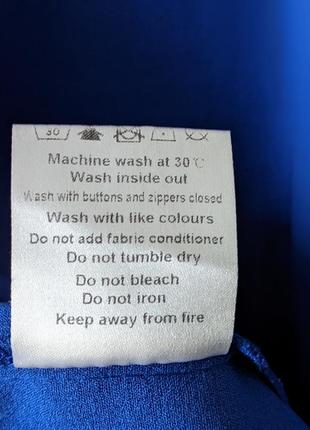 30
Machine wash at 30℃
Wash inside out
Wash with buttons and zippers closed
Wash with like colours
Do not add fabric conditioner
Do not tumble dry
Do not bleach
Do not iron
Keep away from fire